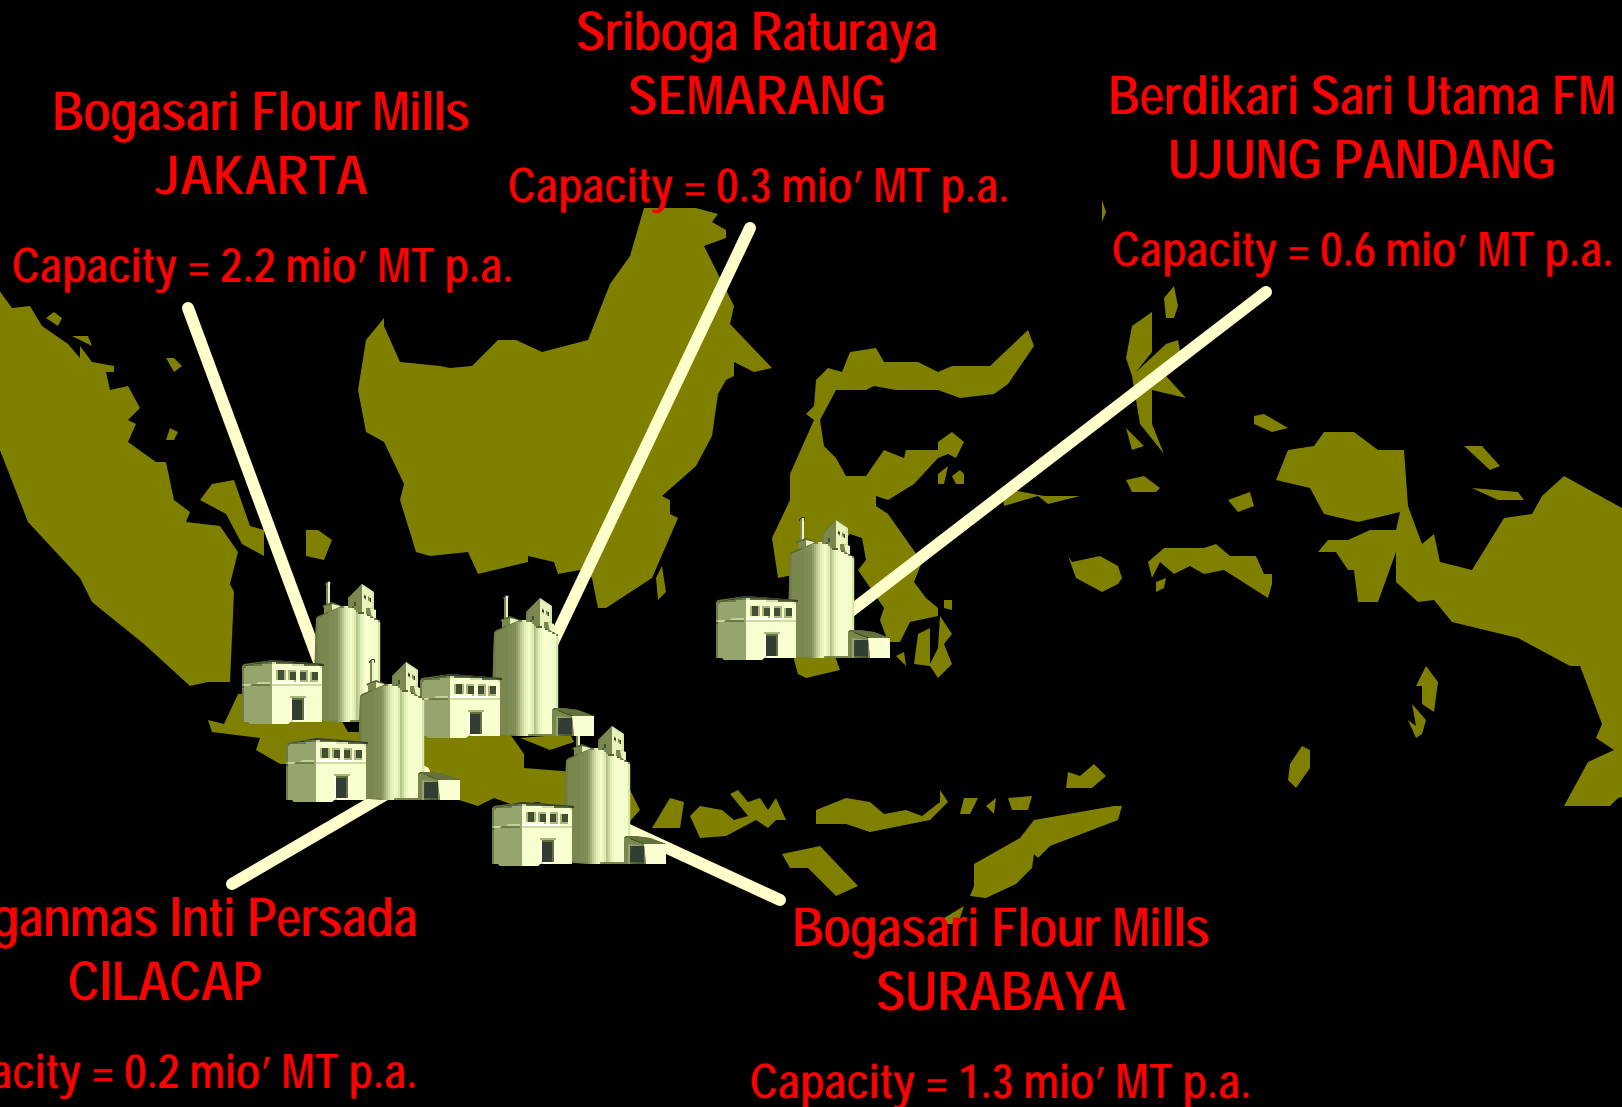 Sriboga Raturaya
SEMARANG
Capacity = 0.3 mio’ MT p.a.
Bogasari Flour Mills
JAKARTA
Capacity = 2.2 mio’ MT p.a.
Berdikari Sari Utama FM
UJUNG PANDANG
Capacity = 0.6 mio’ MT p.a.
ganmas Inti Persada
CILACAP
acity = 0.2 mio’ MT p.a.
Bogasari Flour Mills
SURABAYA
Capacity = 1.3 mio’ MT p.a.